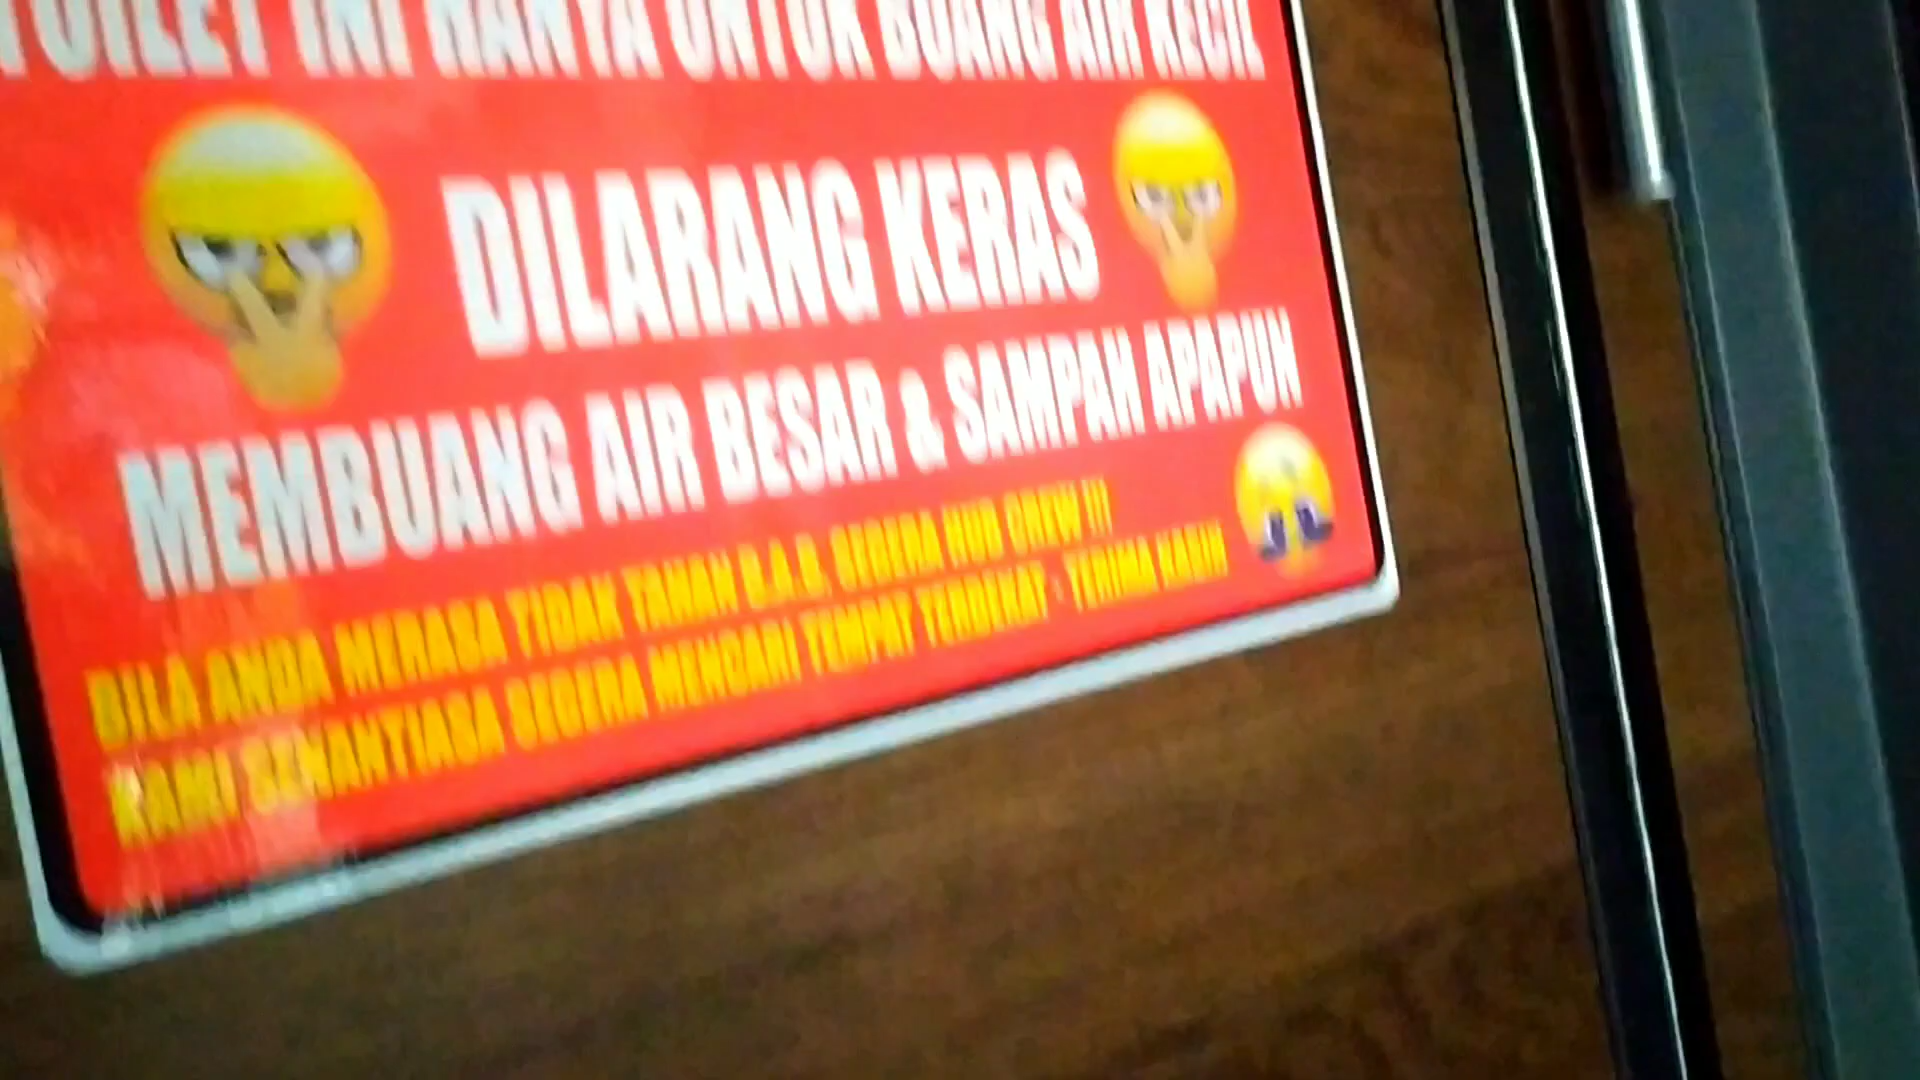 TOILET INI HANYA UNTUK BUANG AIR KECIL
DILARANG KERAS
MEMBUANG AIR BESAR & SAMPAH APAPUN
BILA ANDA MERASA TIDAK TAHAN B.A.B. SEGERA HUB CREW !!!
KAMI SENANTIASA SEGERA MENCARI TEMPAT TERDEKAT - TERIMA KASIH